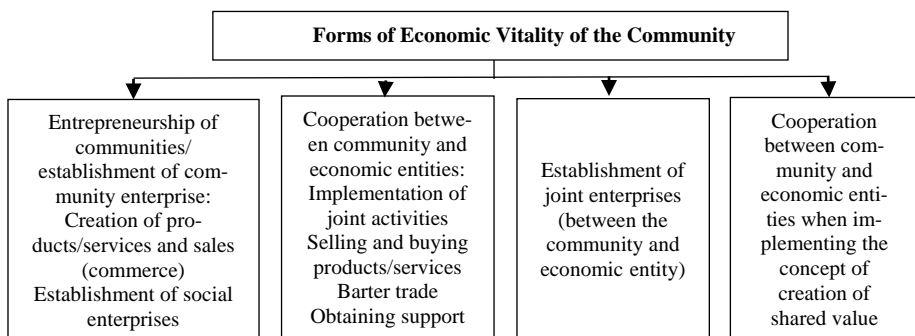 Forms of Economic Vitality of the Community
Entrepreneurship of
communities/
establishment of com-
munity enterprise:
Creation of pro-
ducts/services and sales
(commerce)
Establishment of social
enterprises
Cooperation betwe-
en community and
economic entities:
Implementation of
joint activities
Selling and buying
products/services
Barter trade
Obtaining support
Establishment of
joint enterprises
(between the
community and
economic entity)
Cooperation
between com-
munity and
economic enti-
ties when im-
plementing the
concept of
creation of
shared value